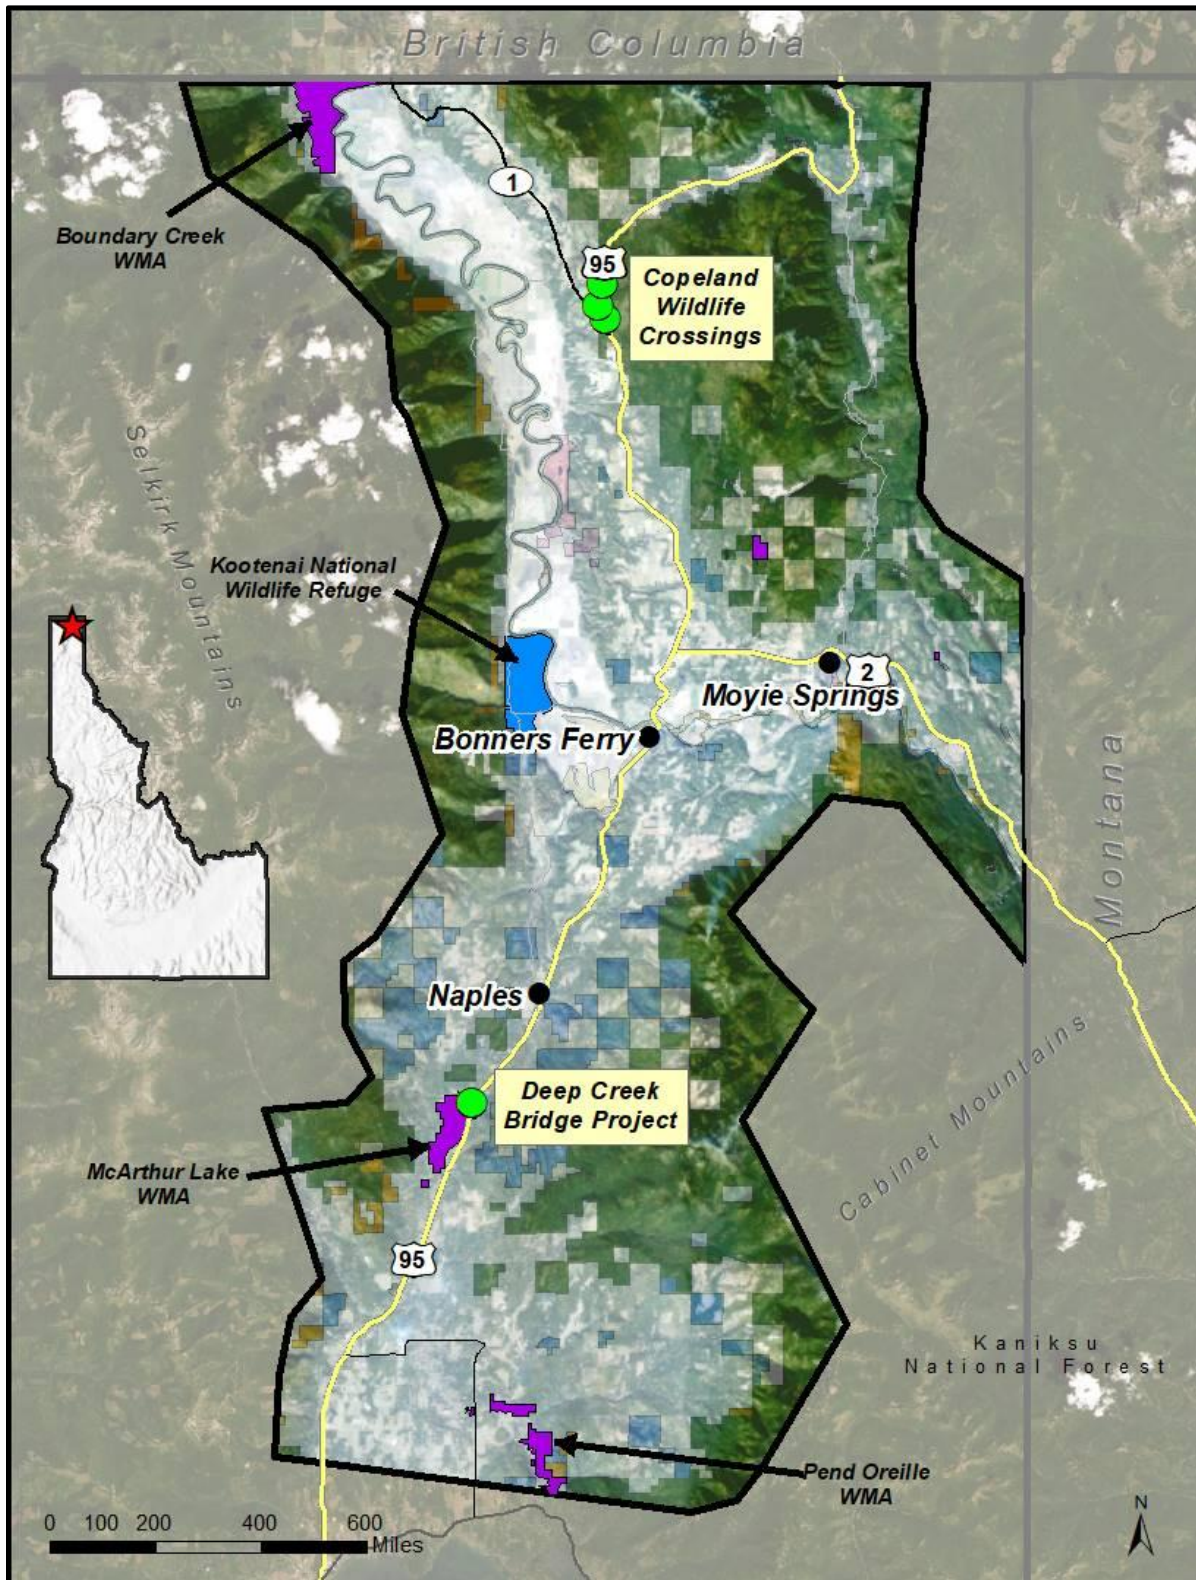 British Columbia
1
Boundary Creek
WMA
95
Copeland
Wildlife
Crossings
Selkirk Mountains
Kootenai National
Wildlife Refuge
2
Moyie Springs
Bonners Ferry
Montana
Naples
Deep Creek
Bridge Project
Cabinet Mountains
McArthur Lake
WMA
95
Kaniksu
National Forest
Pend Oreille
WMA
0 100 200 400 600
Miles
N